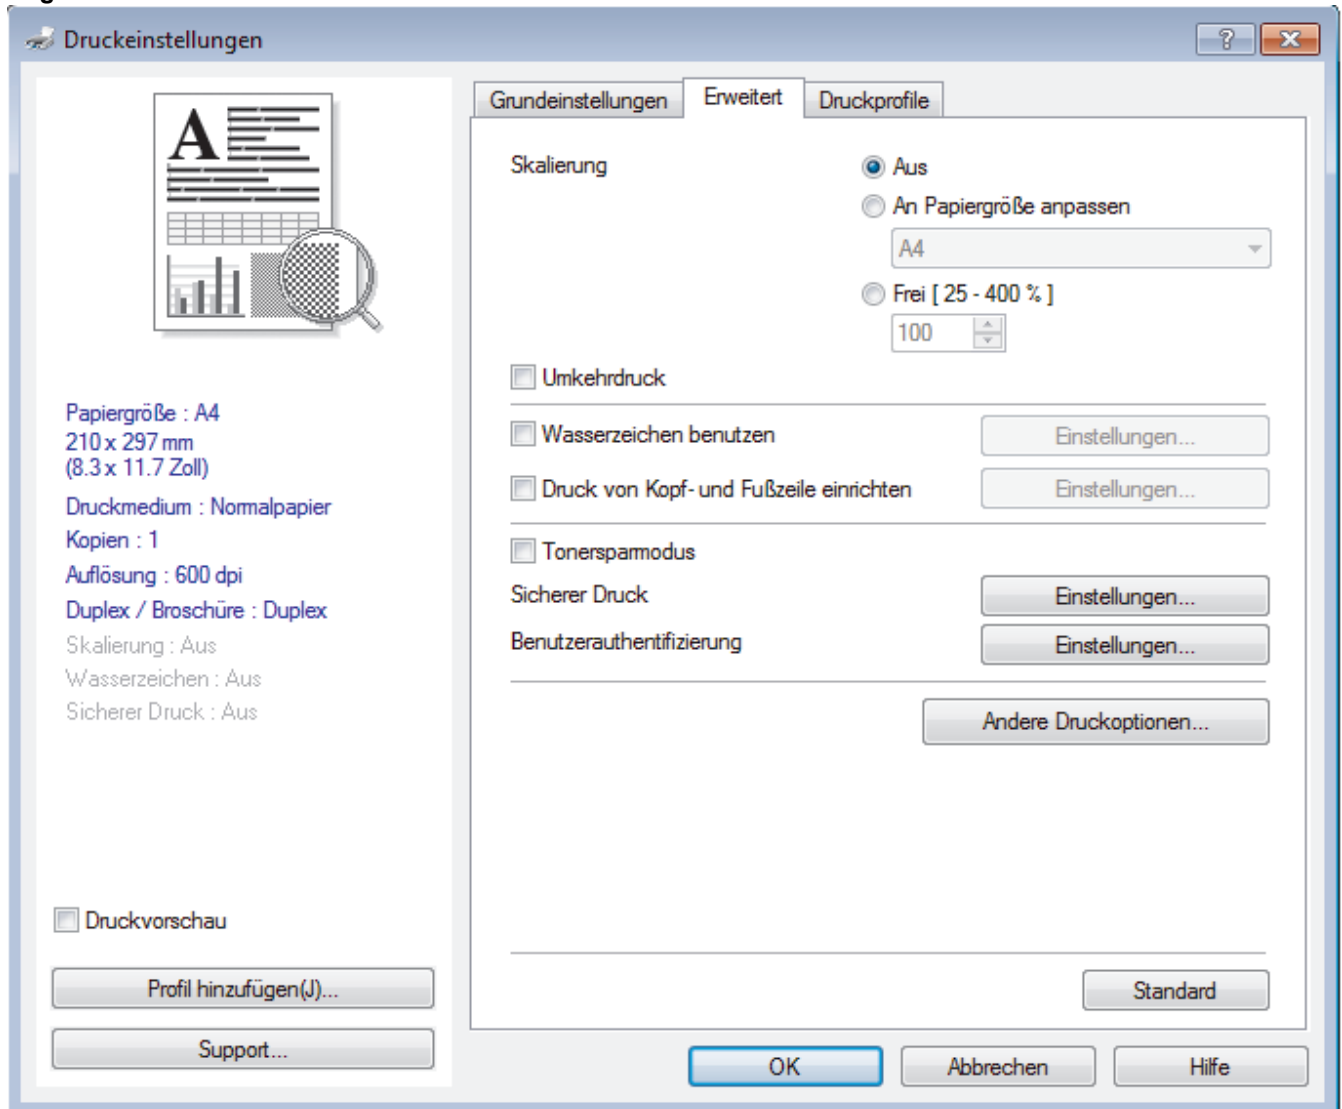 Druckeinstellungen
Grundeinstellungen Erweitert Druckprofile
A
Skalierung
Aus
An Papiergröße anpassen
A4
Frei [ 25 - 400 % ]
100
Umkehrdruck
Wasserzeichen benutzen Einstellungen...
Druck von Kopf- und Fußzeile einrichten Einstellungen...
Tonersparmodus
Sicherer Druck Einstellungen...
Benutzerauthentifizierung Einstellungen...
Andere Druckoptionen...
Papiergröße : A4
210 x 297 mm
(8.3 x 11.7 Zoll)
Druckmedium : Normalpapier
Kopien : 1
Auflösung : 600 dpi
Duplex / Broschüre : Duplex
Skalierung : Aus
Wasserzeichen : Aus
Sicherer Druck : Aus
Druckvorschau
Profil hinzufügen(J)...
Support...
Standard
OK Abbrechen Hilfe